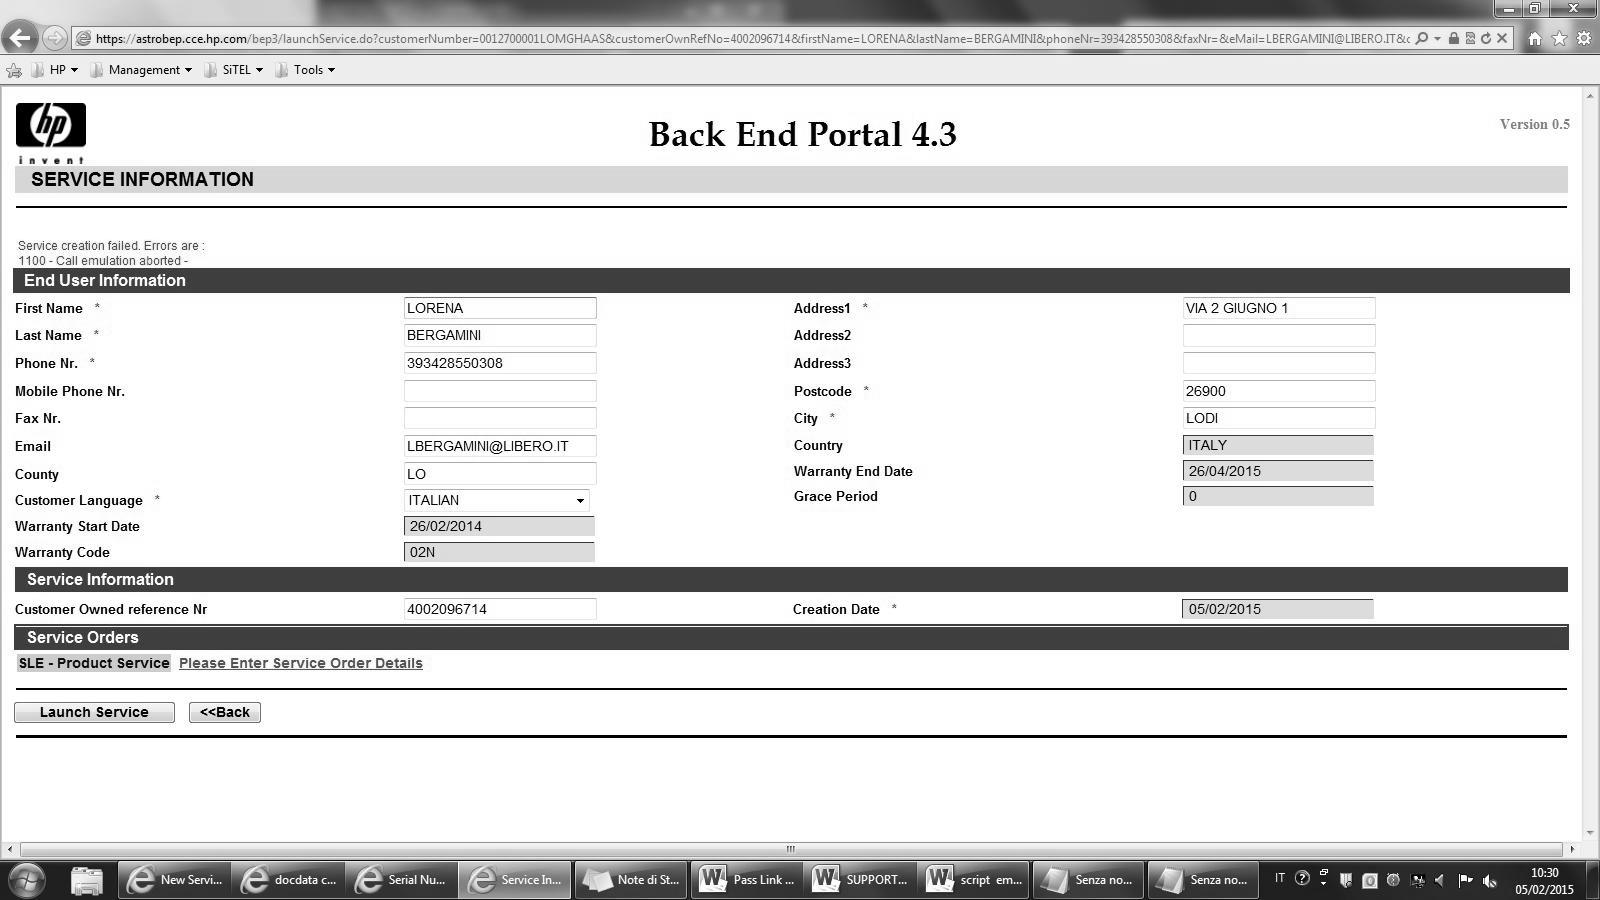 https://astrobep.cce.hp.com/bep3/launchService.do?customerNumber=0012700001LOMGHAAS&customerOwnRefNo=4002096714&firstName=LORENA&lastName=BERGAMINI&phoneNr=393428550308&faxNr=&eMail=LBERGAMINI@LIBERO.IT&c
HP Management SiTEL Tools
hp
invent
Back End Portal 4.3
Version 0.5
SERVICE INFORMATION
Service creation failed. Errors are :
1100 - Call emulation aborted -
End User Information
First Name * LORENA Address1 * VIA 2 GIUGNO 1
Last Name * BERGAMINI Address2
Phone Nr. * 393428550308 Address3
Mobile Phone Nr. Postcode * 26900
Fax Nr. City * LODI
Email LBERGAMINI@LIBERO.IT Country ITALY
County LO Warranty End Date 26/04/2015
Customer Language * ITALIAN Grace Period 0
Warranty Start Date 26/02/2014
Warranty Code 02N
Service Information
Customer Owned reference Nr 4002096714 Creation Date * 05/02/2015
Service Orders
SLE - Product Service Please Enter Service Order Details
Launch Service <<Back
New Servi... docdata c... Serial Nu... Service In... Note di St... Pass Link ... SUPPORT... script em... Senza no... Senza no... IT 10:30
05/02/2015